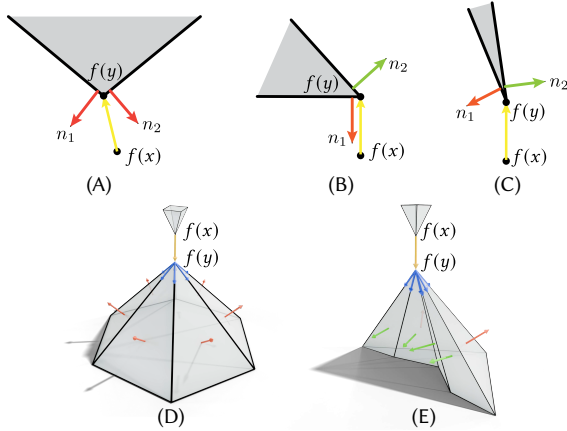 f(y)
n₁
n₂
f(x)
(A)
f(y)
n₂
n₁
f(x)
(B)
n₂
n₁
f(y)
f(x)
(C)
f(x)
f(y)
(D)
f(x)
f(y)
(E)